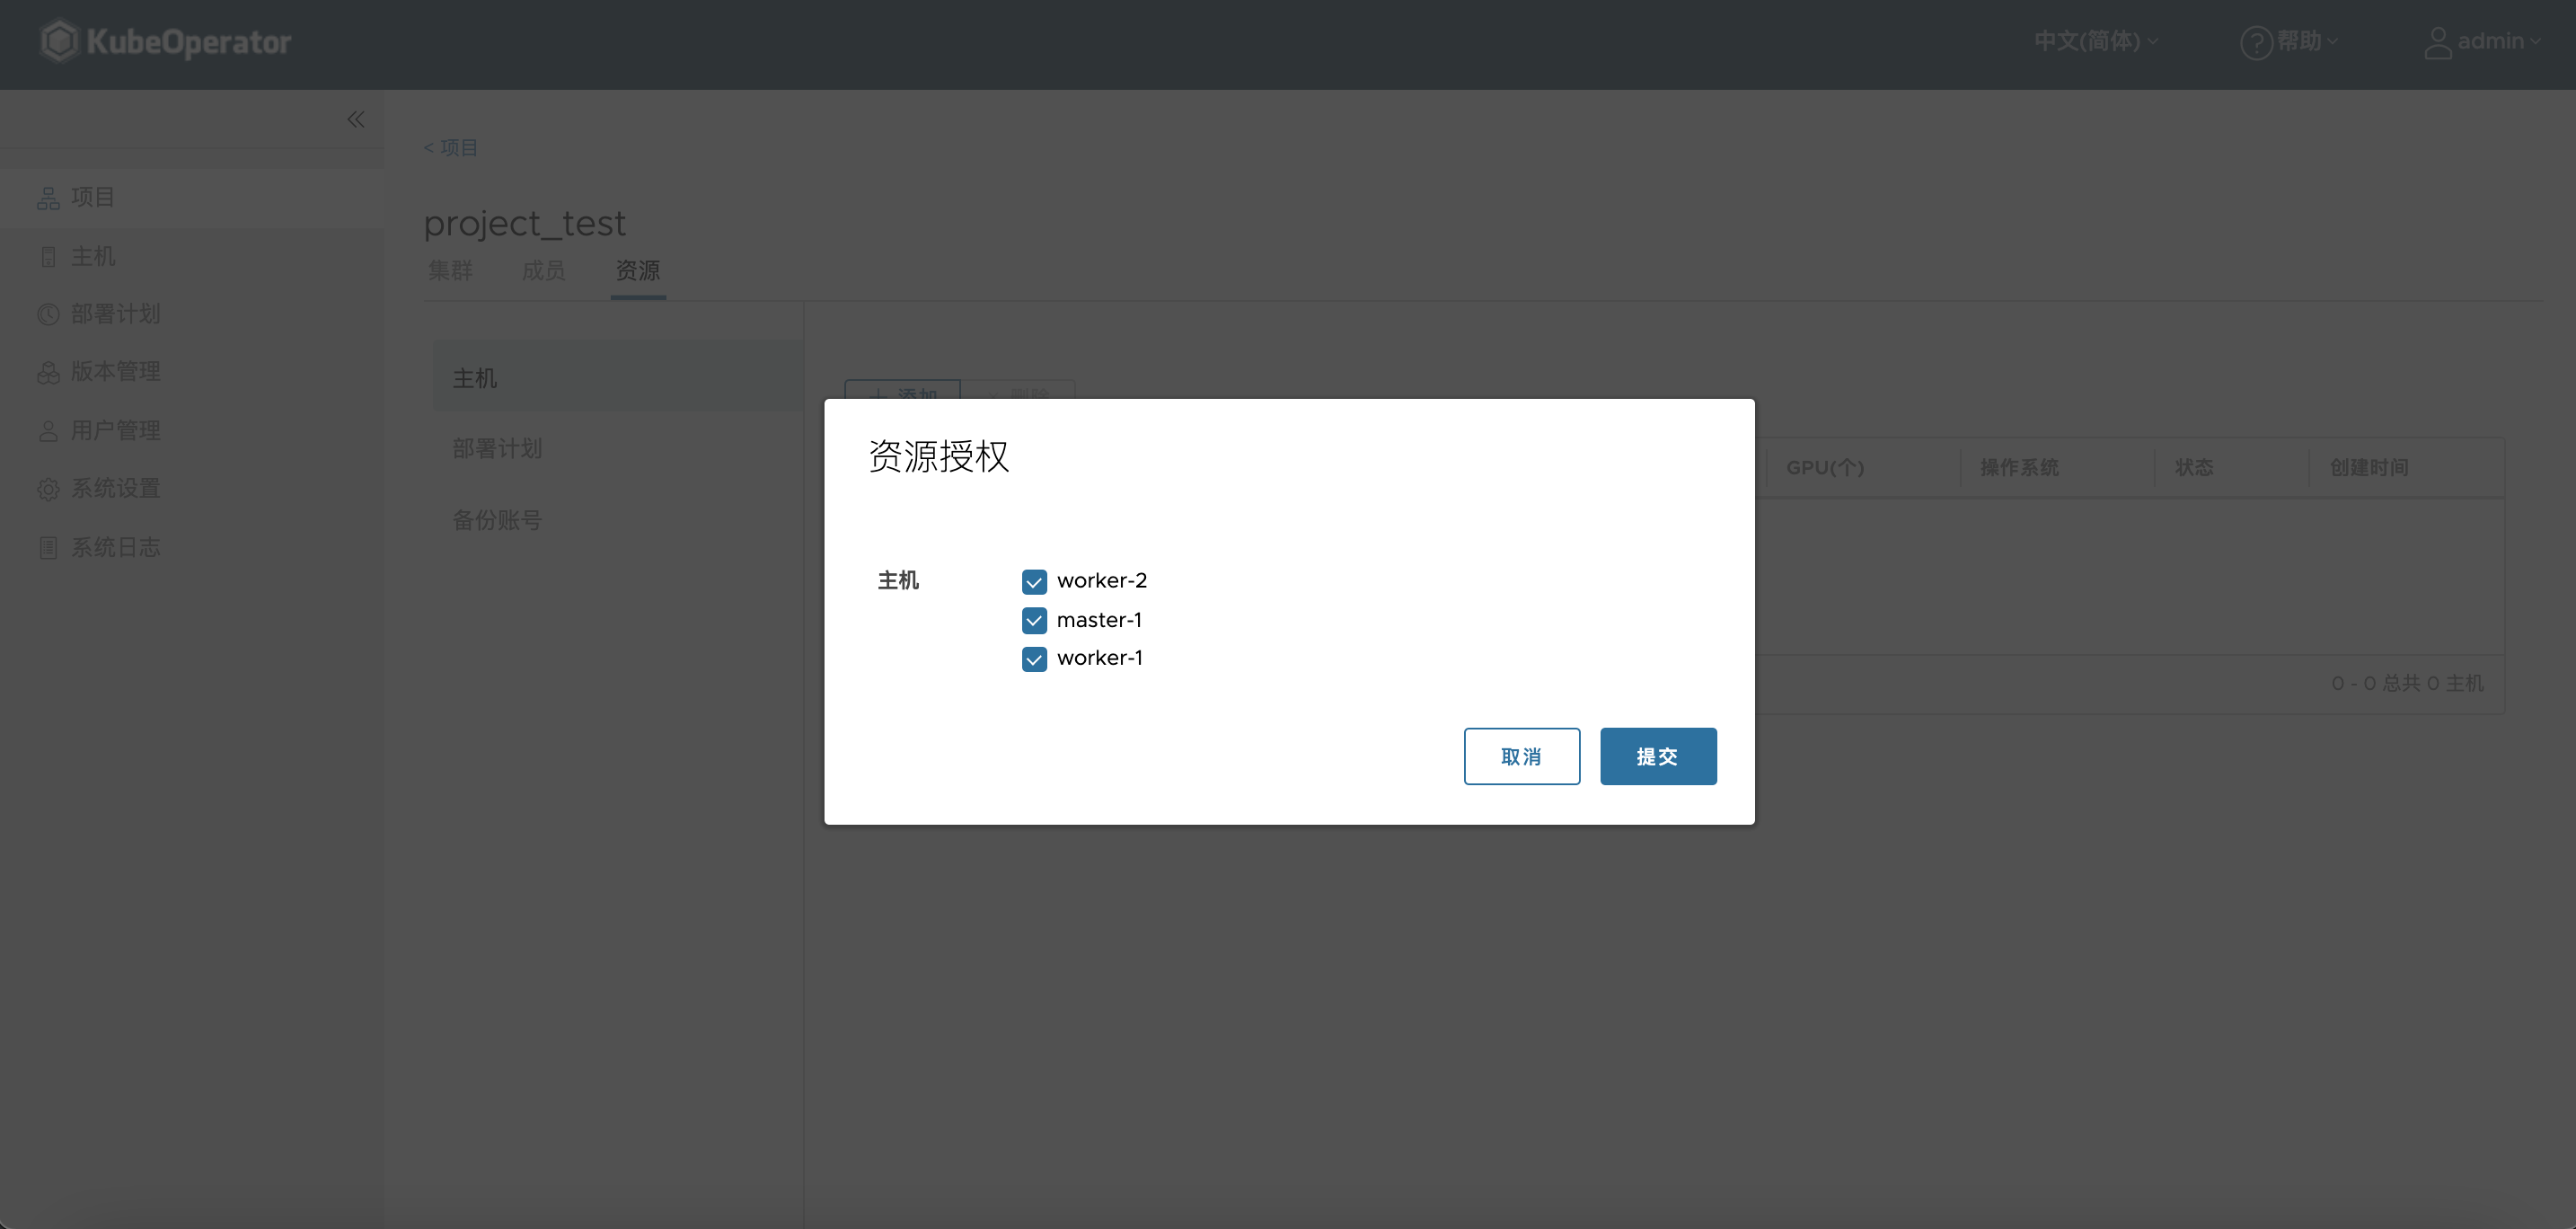 KubeOperator
中文(简体)
帮助
admin
< 项目
项目
主机
部署计划
版本管理
用户管理
系统设置
系统日志
project_test
集群 成员 资源
主机
部署计划
备份账号
添加 删除
GPU(个) 操作系统 状态 创建时间
0 - 0 总共 0 主机
资源授权
主机
worker-2
master-1
worker-1
取消 提交